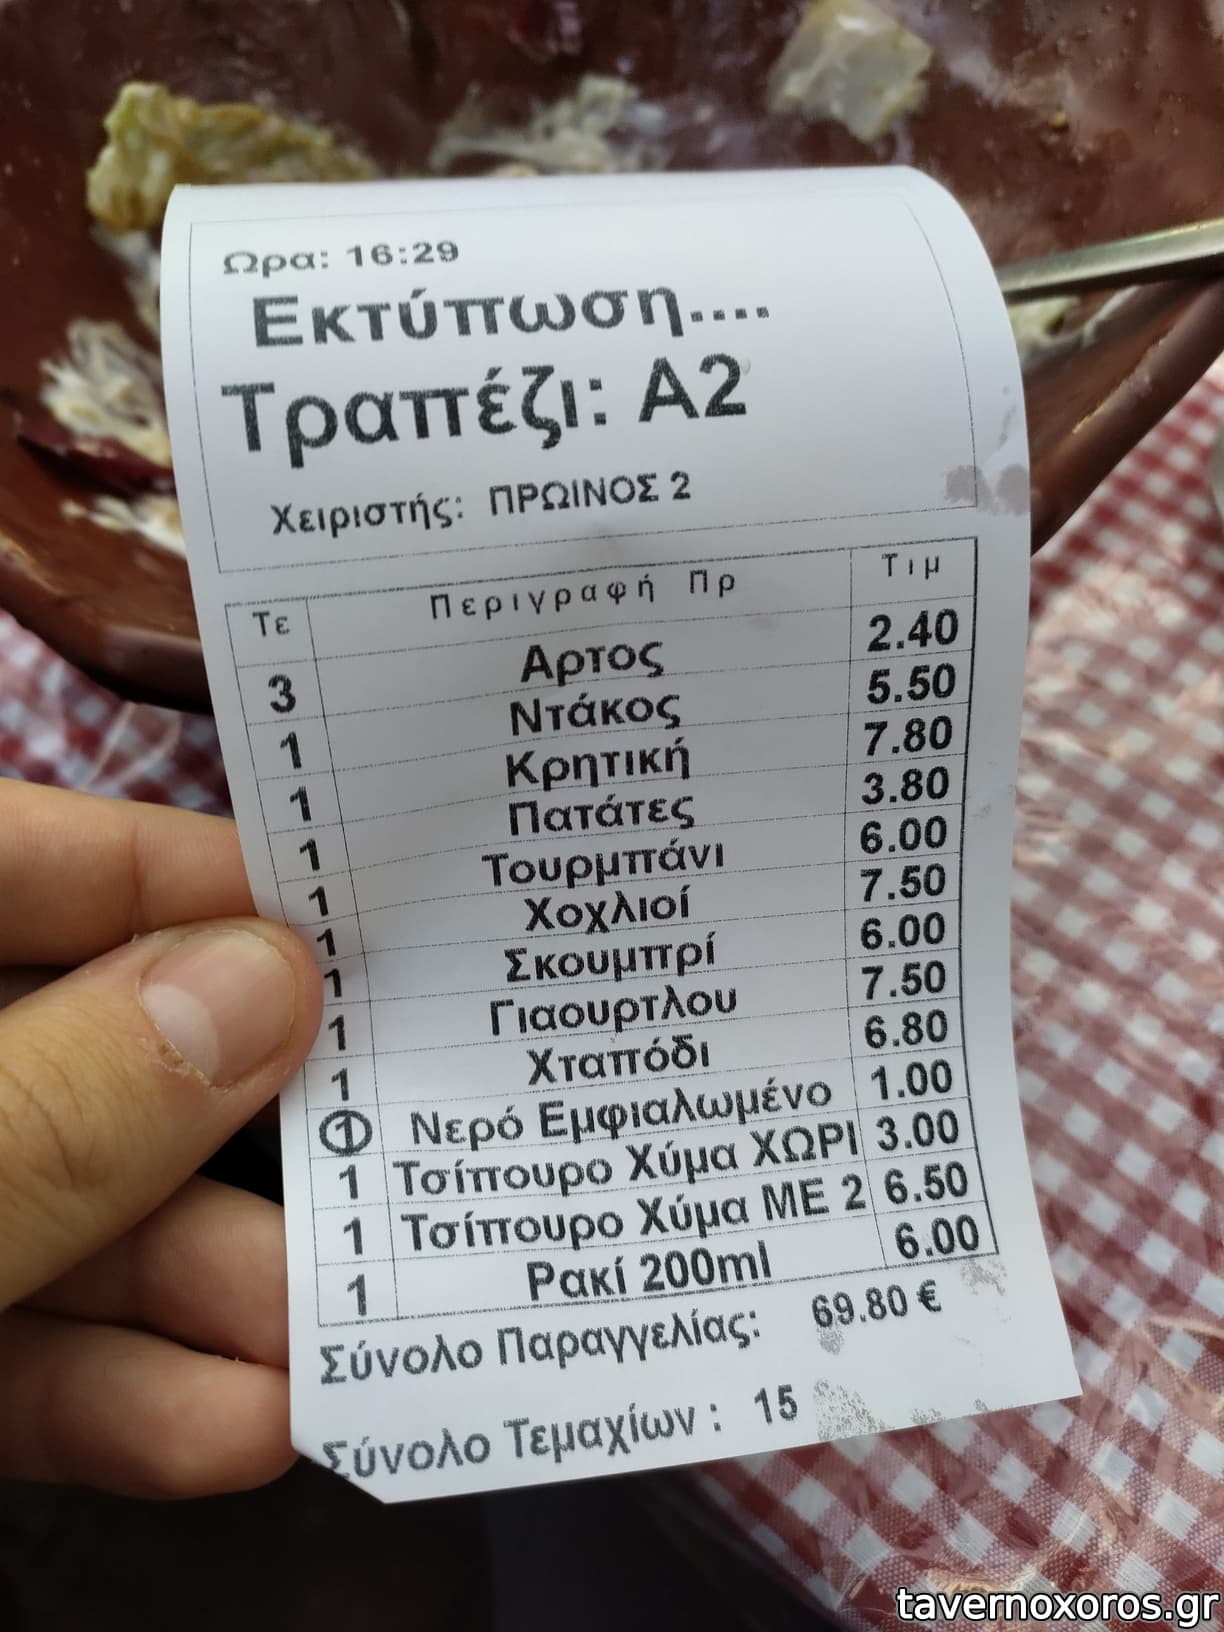 Ωρα: 16:29
Εκτύπωση....
Τραπέζι: Α2
Χειριστής: ΠΡΩΙΝΟΣ 2
Τε Περιγραφή Πρ Τιμ
3 Αρτος 2.40
1 Ντάκος 5.50
1 Κρητική 7.80
1 Πατάτες 3.80
1 Τουρμπάνι 6.00
1 Χοχλιοί 7.50
1 Σκουμπρί 6.00
1 Γιαουρτλου 7.50
1 Χταπόδι 6.80
1 Νερό Εμφιαλωμένο 1.00
1 Τσίπουρο Χύμα ΧΩΡΙ 3.00
1 Τσίπουρο Χύμα ΜΕ 2 6.50
1 Ρακί 200ml 6.00
Σύνολο Παραγγελίας: 69.80 €
Σύνολο Τεμαχίων : 15
tavernoxoros.gr